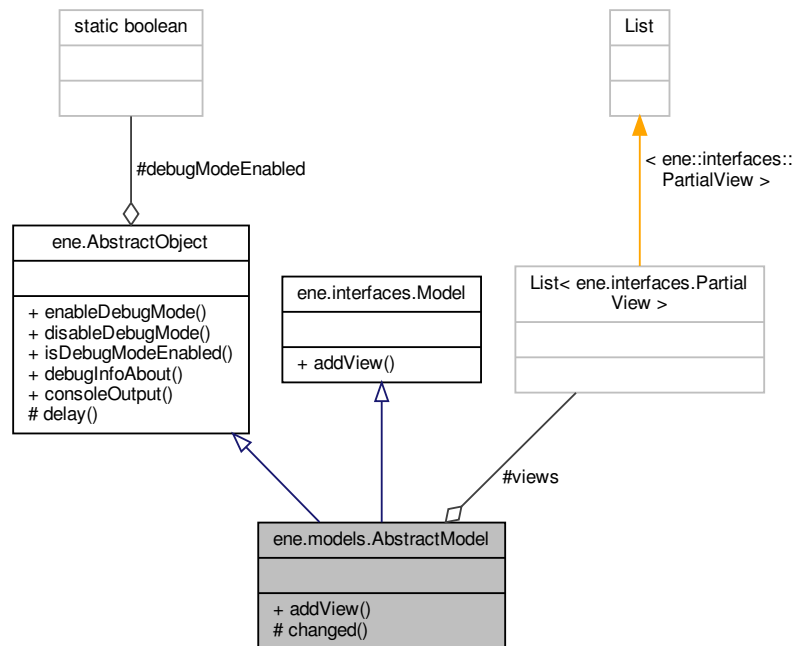 static boolean
List
#debugModeEnabled
< ene::interfaces::
PartialView >
ene.AbstractObject
+ enableDebugMode()
+ disableDebugMode()
+ isDebugModeEnabled()
+ debugInfoAbout()
+ consoleOutput()
# delay()
ene.interfaces.Model
+ addView()
List< ene.interfaces.Partial
View >
#views
ene.models.AbstractModel
+ addView()
# changed()